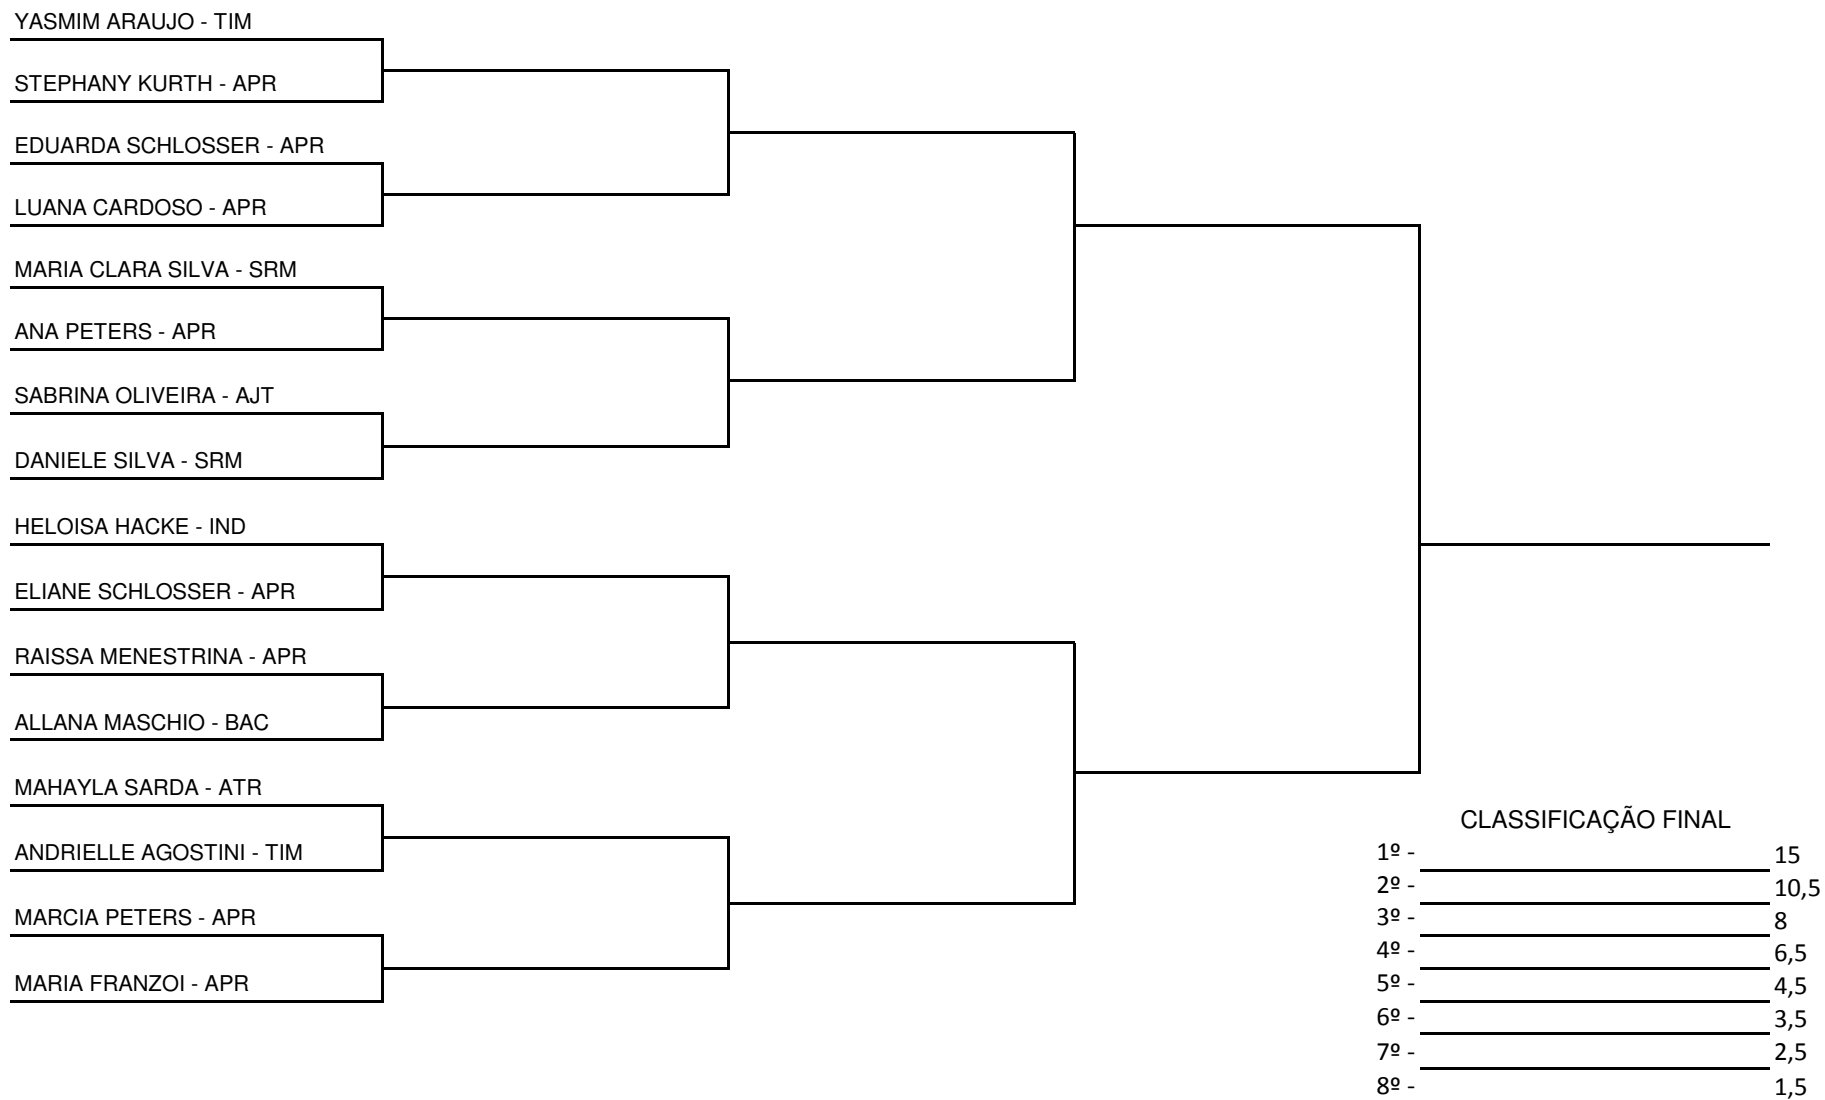 YASMIM ARAUJO - TIM
STEPHANY KURTH - APR
EDUARDA SCHLOSSER - APR
LUANA CARDOSO - APR
MARIA CLARA SILVA - SRM
ANA PETERS - APR
SABRINA OLIVEIRA - AJT
DANIELE SILVA - SRM
HELOISA HACKE - IND
ELIANE SCHLOSSER - APR
RAISSA MENESTRINA - APR
ALLANA MASCHIO - BAC
MAHAYLA SARDA - ATR
ANDRIELLE AGOSTINI - TIM
MARCIA PETERS - APR
MARIA FRANZOI - APR
CLASSIFICAÇÃO FINAL
1º - 15
2º - 10,5
3º - 8
4º - 6,5
5º - 4,5
6º - 3,5
7º - 2,5
8º - 1,5